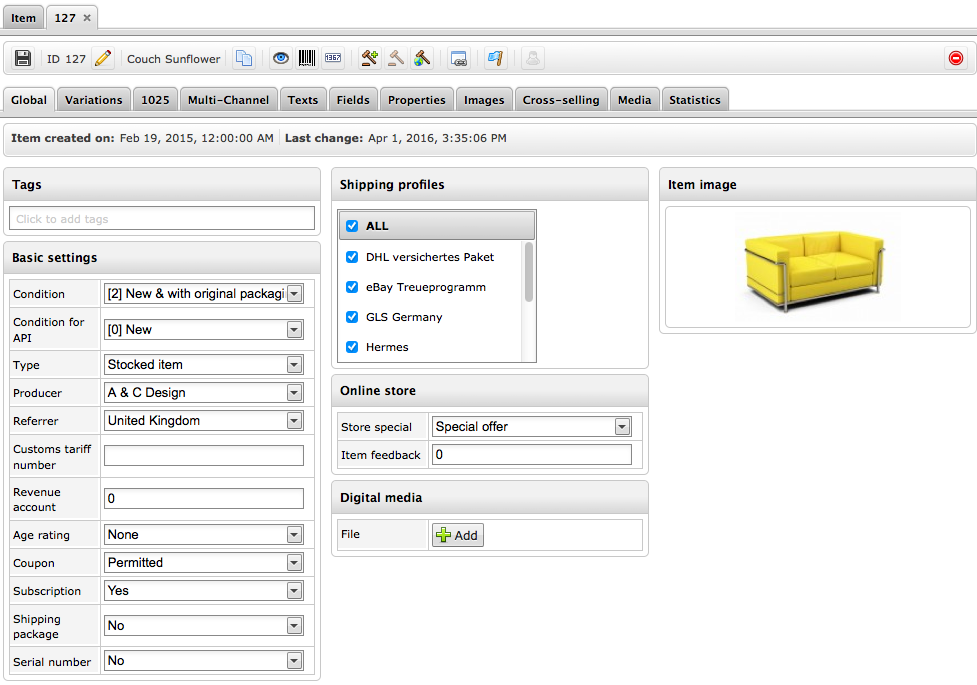 Item
127
ID 127
Couch Sunflower
1367
Global
Variations
1025
Multi-Channel
Texts
Fields
Properties
Images
Cross-selling
Media
Statistics
Item created on: Feb 19, 2015, 12:00:00 AM
Last change: Apr 1, 2016, 3:35:06 PM
Tags
Click to add tags
Basic settings
Condition [2] New & with original packagi
Condition for
API
[0] New
Type Stocked item
Producer A & C Design
Referrer United Kingdom
Customs tariff
number
Revenue
account
0
Age rating None
Coupon Permitted
Subscription Yes
Shipping
package
No
Serial number No
Shipping profiles
ALL
DHL versichertes Paket
eBay Treueprogramm
GLS Germany
Hermes
Online store
Store special Special offer
Item feedback 0
Digital media
File Add
Item image